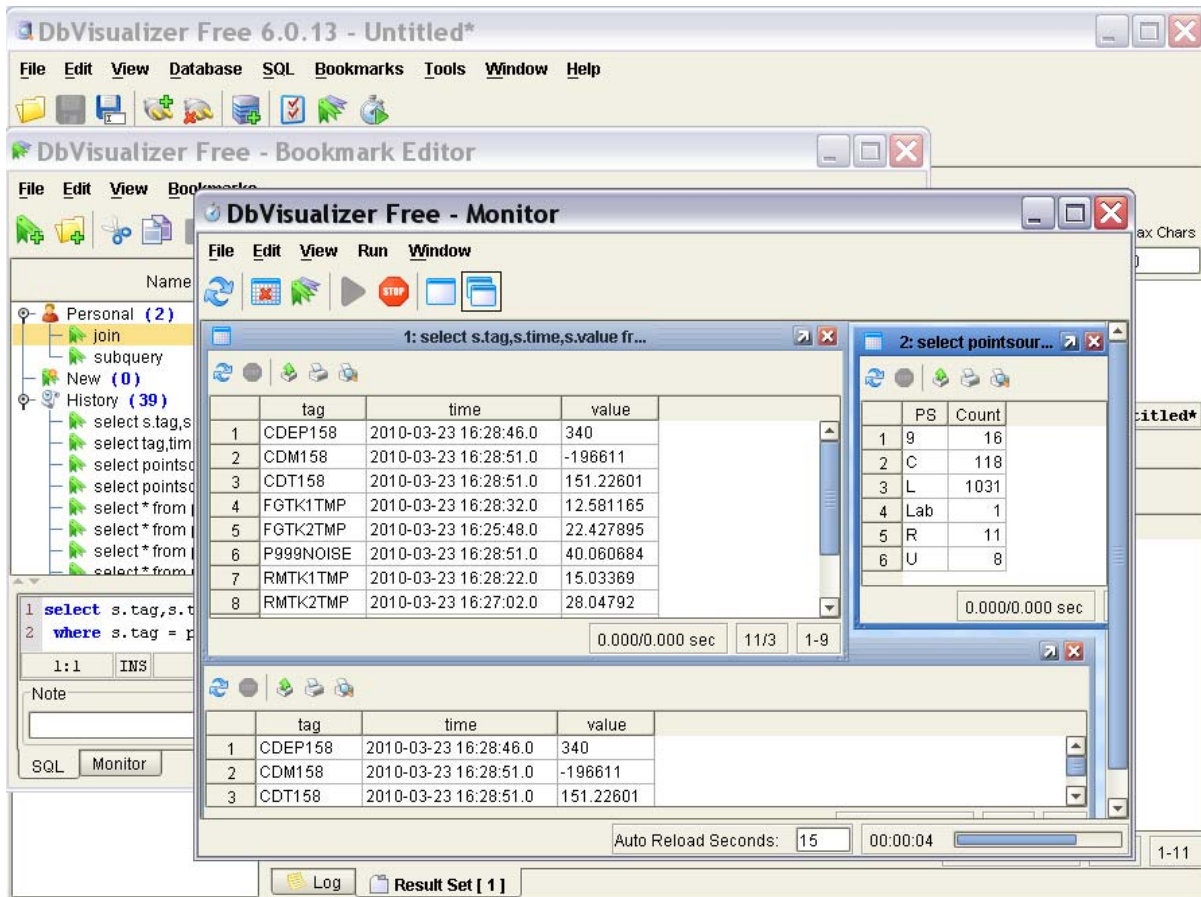 DbVisualizer Free 6.0.13 - Untitled*
File Edit View Database SQL Bookmarks Tools Window Help
DbVisualizer Free - Bookmark Editor
File Edit View Bookmarks
ax Chars
Name
Personal (2)
join
subquery
New (0)
History (39)
select s.tag,s
select tag,tim
select pointsc
select pointsc
select * from
select * from
select * from
1 select s.tag,s.t
2 where s.tag = p
1:1 INS
Note
SQL Monitor
DbVisualizer Free - Monitor
File Edit View Run Window
STOP
1: select s.tag,s.time,s.value fr...
tag time value
1 CDEP158 2010-03-23 16:28:46.0 340
2 CDM158 2010-03-23 16:28:51.0 -196611
3 CDT158 2010-03-23 16:28:51.0 151.22601
4 FGTK1TMP 2010-03-23 16:28:32.0 12.581165
5 FGTK2TMP 2010-03-23 16:25:48.0 22.427895
6 P999NOISE 2010-03-23 16:28:51.0 40.060684
7 RMTK1TMP 2010-03-23 16:28:22.0 15.03369
8 RMTK2TMP 2010-03-23 16:27:02.0 28.04792
0.000/0.000 sec 11/3 1-9
2: select pointsour...
PS Count
1 9 16
2 C 118
3 L 1031
4 Lab 1
5 R 11
6 U 8
0.000/0.000 sec
titled*
tag time value
1 CDEP158 2010-03-23 16:28:46.0 340
2 CDM158 2010-03-23 16:28:51.0 -196611
3 CDT158 2010-03-23 16:28:51.0 151.22601
Auto Reload Seconds: 15 00:00:04
1-11
Log Result Set [ 1 ]